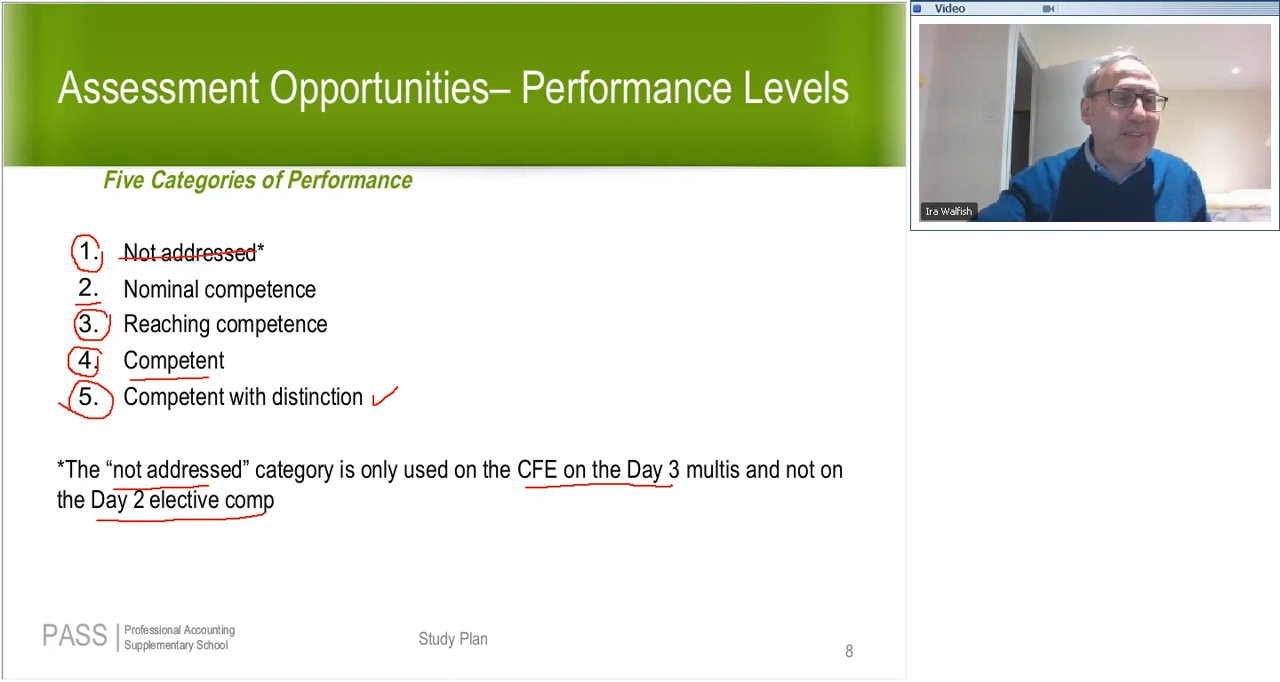 Assessment Opportunities– Performance Levels
Five Categories of Performance
1. Not addressed*
2. Nominal competence
3. Reaching competence
4. Competent
5. Competent with distinction
*The “not addressed” category is only used on the CFE on the Day 3 multis and not on
the Day 2 elective comp
PASS
Professional Accounting
Supplementary School
Study Plan
8
Video
Ira Walfish